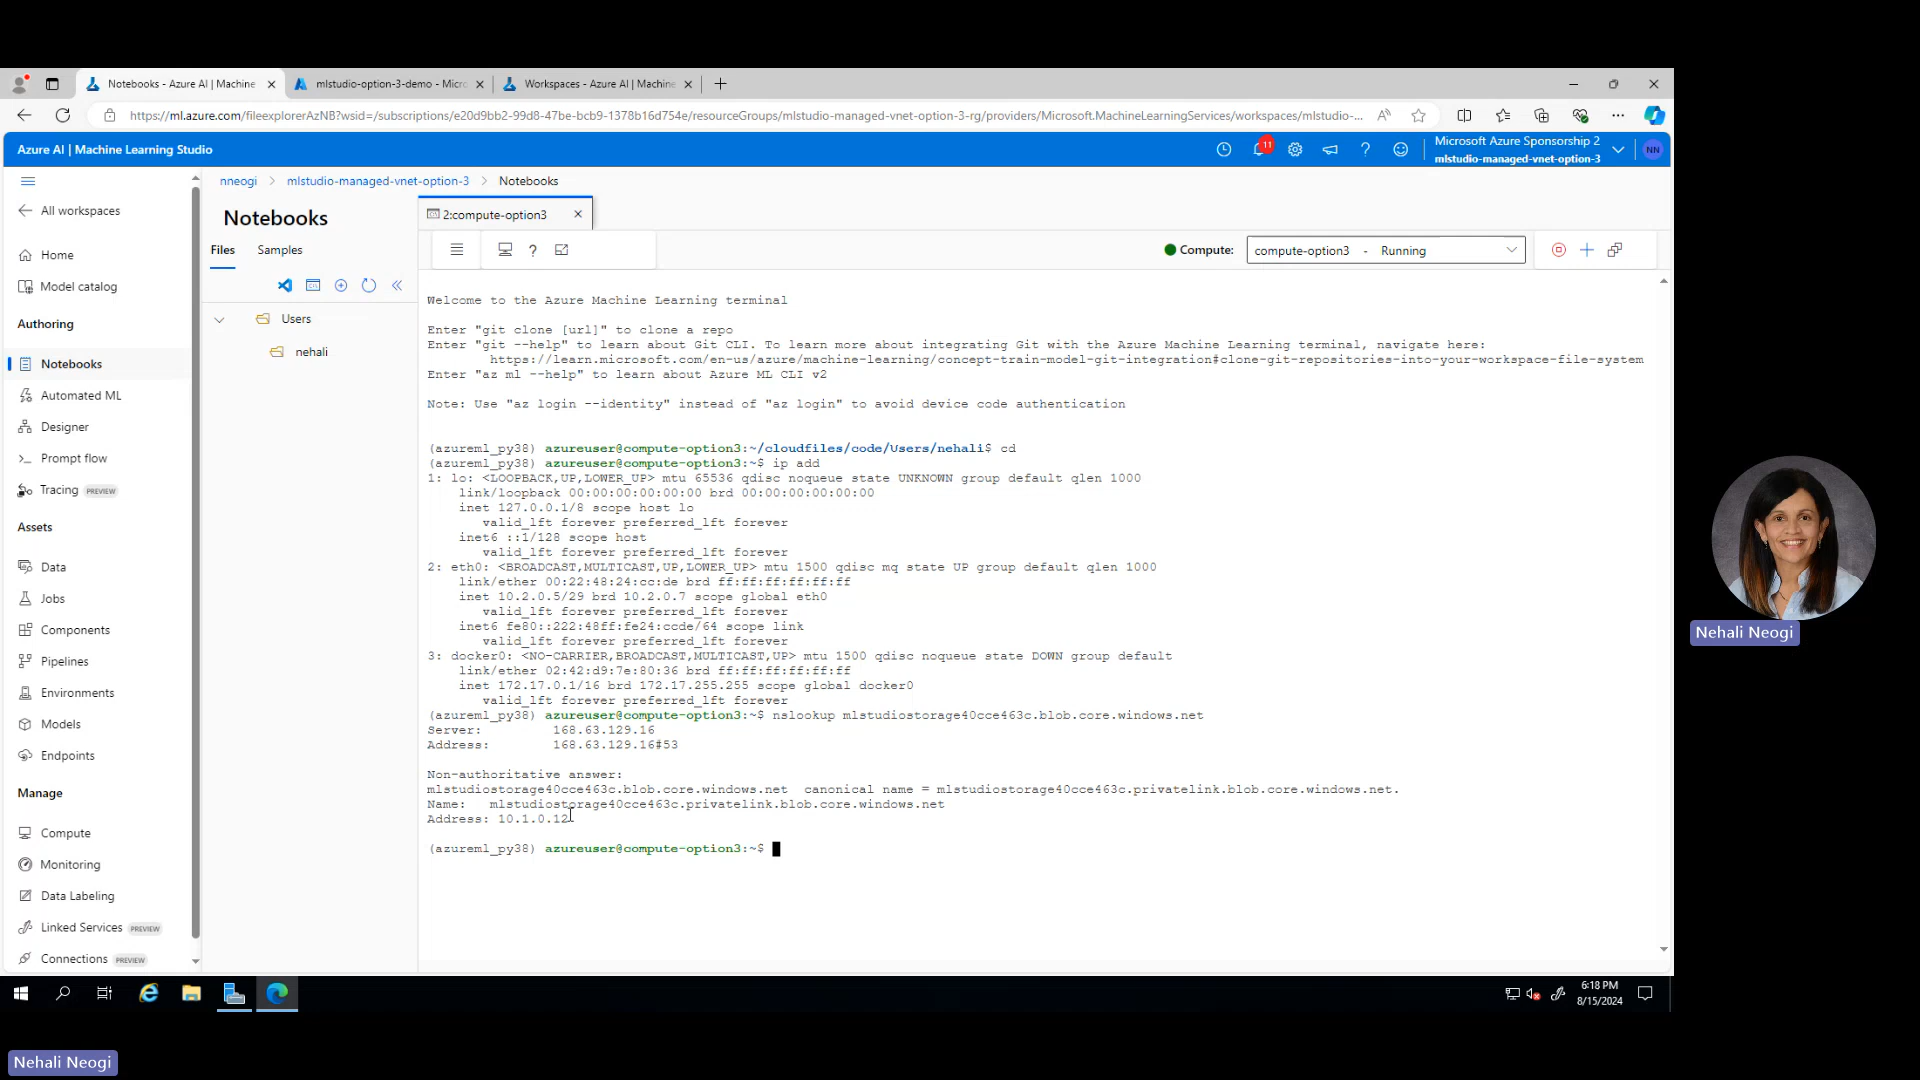 Notebooks - Azure AI | Machine
mlstudio-option-3-demo - Micro
Workspaces - Azure AI | Machine
https://ml.azure.com/fileexplorerAzNB?wsid=/subscriptions/e20d9bb2-99d8-47be-bcb9-1378b16d754e/resourceGroups/mlstudio-managed-vnet-option-3-rg/providers/Microsoft.MachineLearningServices/workspaces/mlstudio-...
Azure AI | Machine Learning Studio
11
Microsoft Azure Sponsorship 2
mlstudio-managed-vnet-option-3
NN
All workspaces
Home
Model catalog
Authoring
Notebooks
Automated ML
Designer
Prompt flow
Tracing PREVIEW
Assets
Data
Jobs
Components
Pipelines
Environments
Models
Endpoints
Manage
Compute
Monitoring
Data Labeling
Linked Services PREVIEW
Connections PREVIEW
nneogi > mlstudio-managed-vnet-option-3 > Notebooks
Notebooks
Files Samples
Users
nehali
2:compute-option3
Compute: compute-option3 - Running
Welcome to the Azure Machine Learning terminal
Enter "git clone [url]" to clone a repo
Enter "git --help" to learn about Git CLI. To learn more about integrating Git with the Azure Machine Learning terminal, navigate here:
https://learn.microsoft.com/en-us/azure/machine-learning/concept-train-model-git-integration#clone-git-repositories-into-your-workspace-file-system
Enter "az ml --help" to learn about Azure ML CLI v2
Note: Use "az login --identity" instead of "az login" to avoid device code authentication
(azureml_py38) azureuser@compute-option3:~/cloudfiles/code/Users/nehali$ cd
(azureml_py38) azureuser@compute-option3:~$ ip add
1: lo: <LOOPBACK,UP,LOWER_UP> mtu 65536 qdisc noqueue state UNKNOWN group default qlen 1000
link/loopback 00:00:00:00:00:00 brd 00:00:00:00:00:00
inet 127.0.0.1/8 scope host lo
valid_lft forever preferred_lft forever
inet6 ::1/128 scope host
valid_lft forever preferred_lft forever
2: eth0: <BROADCAST,MULTICAST,UP,LOWER_UP> mtu 1500 qdisc mq state UP group default qlen 1000
link/ether 00:22:48:24:cc:de brd ff:ff:ff:ff:ff:ff
inet 10.2.0.5/29 brd 10.2.0.7 scope global eth0
valid_lft forever preferred_lft forever
inet6 fe80::222:48ff:fe24:ccde/64 scope link
valid_lft forever preferred_lft forever
3: docker0: <NO-CARRIER,BROADCAST,MULTICAST,UP> mtu 1500 qdisc noqueue state DOWN group default
link/ether 02:42:d9:7e:80:36 brd ff:ff:ff:ff:ff:ff
inet 172.17.0.1/16 brd 172.17.255.255 scope global docker0
valid_lft forever preferred_lft forever
(azureml_py38) azureuser@compute-option3:~$ nslookup mlstudiostorage40cce463c.blob.core.windows.net
Server: 168.63.129.16
Address: 168.63.129.16#53
Non-authoritative answer:
mlstudiostorage40cce463c.blob.core.windows.net canonical name = mlstudiostorage40cce463c.privatelink.blob.core.windows.net.
Name: mlstudiostorage40cce463c.privatelink.blob.core.windows.net
Address: 10.1.0.12
(azureml_py38) azureuser@compute-option3:~$
6:18 PM
8/15/2024
Nehali Neogi
Nehali Neogi